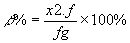 ρ% = x2.f / fg × 100%